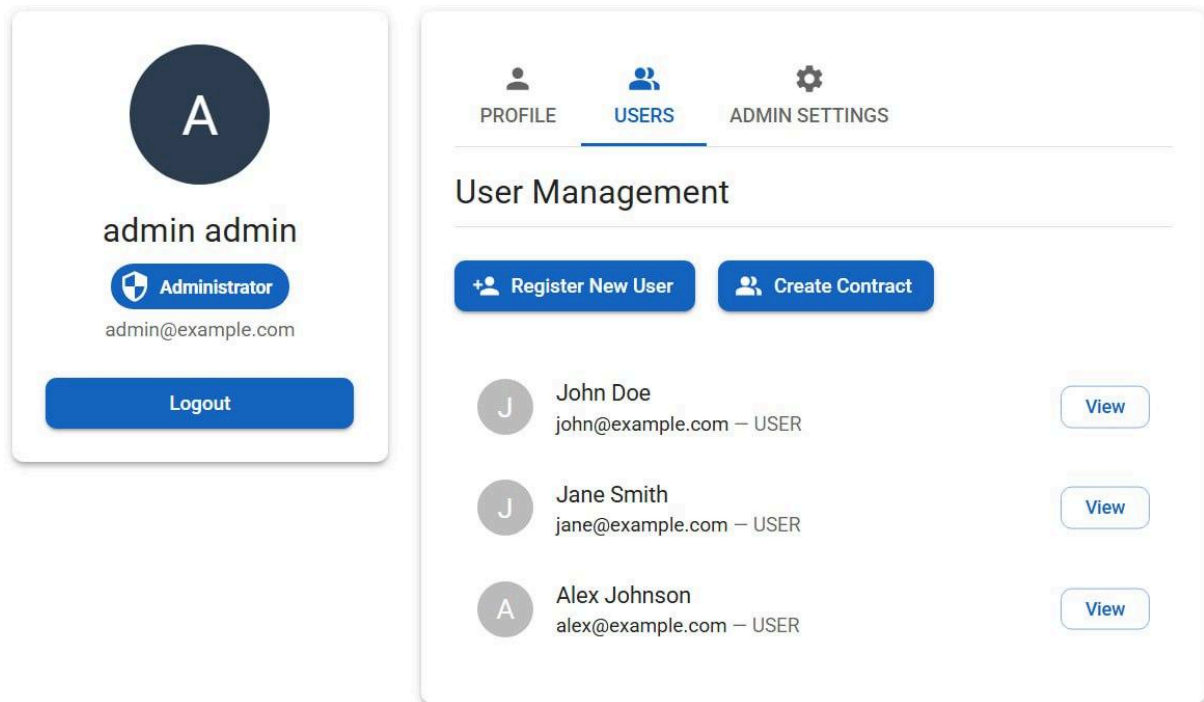 A
admin admin
Administrator
admin@example.com
Logout
PROFILE
USERS
ADMIN SETTINGS
User Management
Register New User
Create Contract
J
John Doe
john@example.com — USER
View
J
Jane Smith
jane@example.com — USER
View
A
Alex Johnson
alex@example.com — USER
View